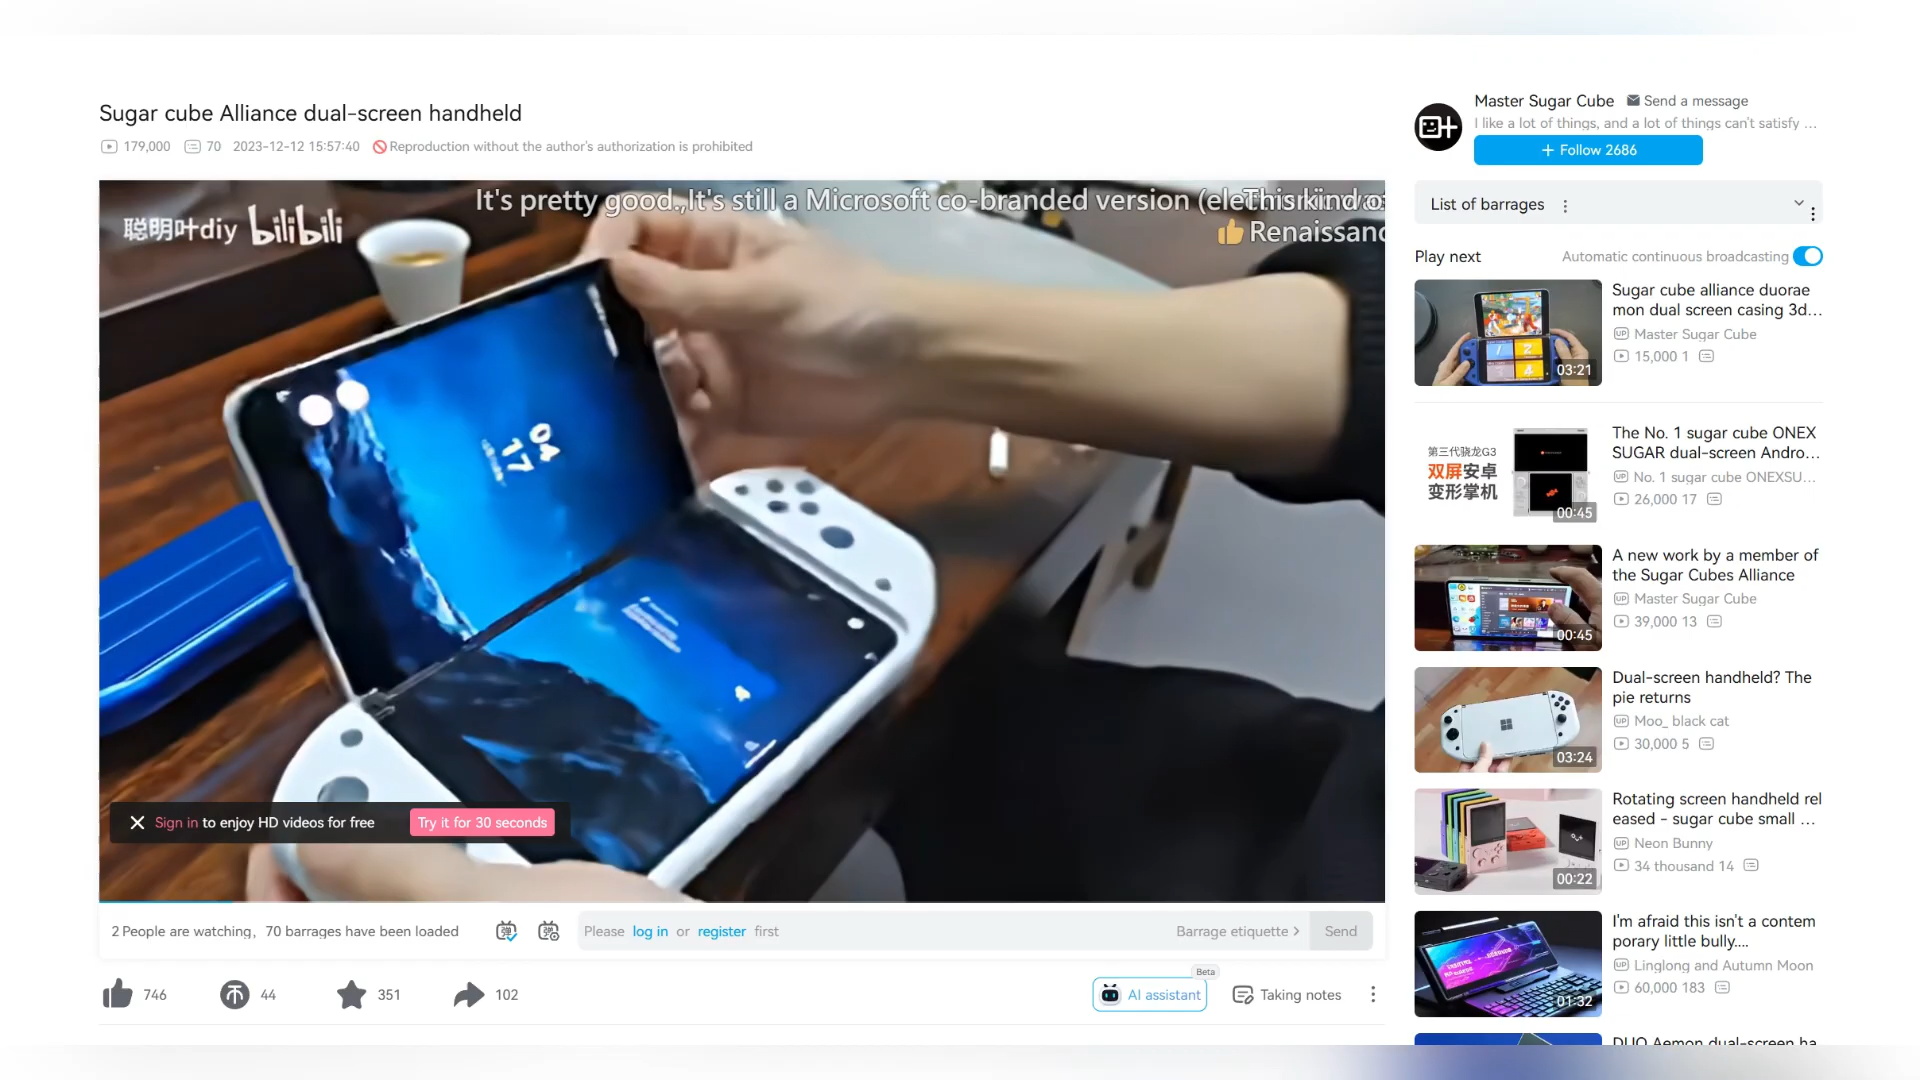 Sugar cube Alliance dual-screen handheld
179,000 70 2023-12-12 15:57:40 Reproduction without the author's authorization is prohibited
Master Sugar Cube Send a message
I like a lot of things, and a lot of things can't satisfy ...
+ Follow 2686
聪明叶diy bilibili
It's pretty good.,It's still a Microsoft co-branded version (ele
This kind o
Renaissanc
04
17
List of barrages
Play next Automatic continuous broadcasting
Sugar cube alliance duorae
mon dual screen casing 3d...
Master Sugar Cube
15,000 1
03:21
第三代骁龙G3
双屏安卓
变形掌机
00:45
The No. 1 sugar cube ONEX
SUGAR dual-screen Andro...
No. 1 sugar cube ONEXSU...
26,000 17
A new work by a member of
the Sugar Cubes Alliance
Master Sugar Cube
39,000 13
00:45
Dual-screen handheld? The
pie returns
Moo_ black cat
30,000 5
03:24
Rotating screen handheld rel
eased - sugar cube small ...
Neon Bunny
34 thousand 14
00:22
I'm afraid this isn't a contem
porary little bully....
Linglong and Autumn Moon
60,000 183
01:32
DUO Aemon dual-screen ha
Sign in to enjoy HD videos for free Try it for 30 seconds
2 People are watching, 70 barrages have been loaded
Please log in or register first
Barrage etiquette > Send
746 44 351 102
Beta
AI assistant Taking notes